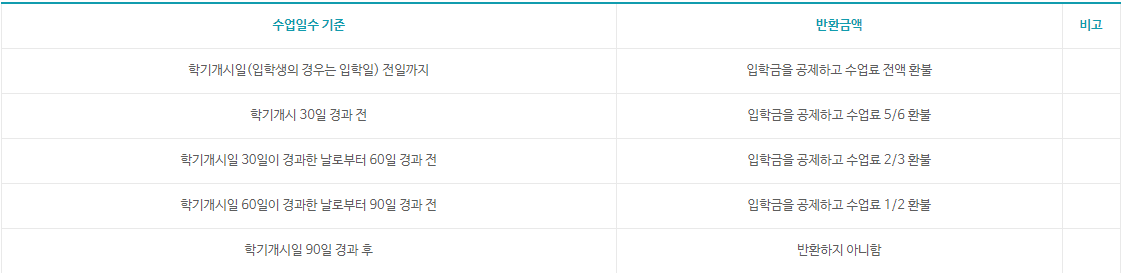 수업일수 기준 반환금액 비고
학기개시일(입학생의 경우는 입학일) 전일까지 입학금을 공제하고 수업료 전액 환불
학기개시 30일 경과 전 입학금을 공제하고 수업료 5/6 환불
학기개시일 30일이 경과한 날로부터 60일 경과 전 입학금을 공제하고 수업료 2/3 환불
학기개시일 60일이 경과한 날로부터 90일 경과 전 입학금을 공제하고 수업료 1/2 환불
학기개시일 90일 경과 후 반환하지 아니함